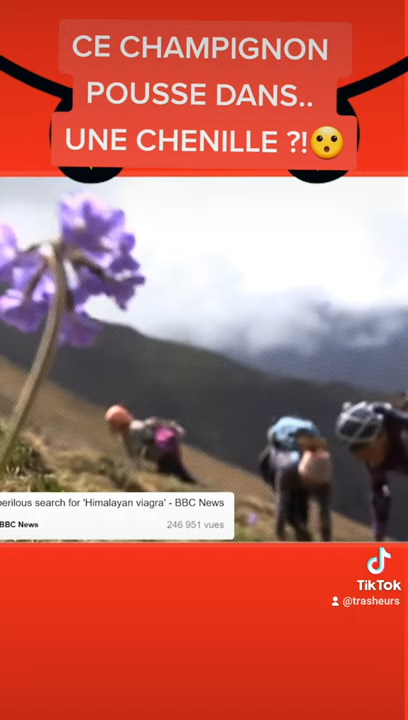 CE CHAMPIGNON
POUSSE DANS..
UNE CHENILLE ?!😮
perilous search for 'Himalayan viagra' - BBC News
BBC News 246 951 vues
TikTok
@trasheurs